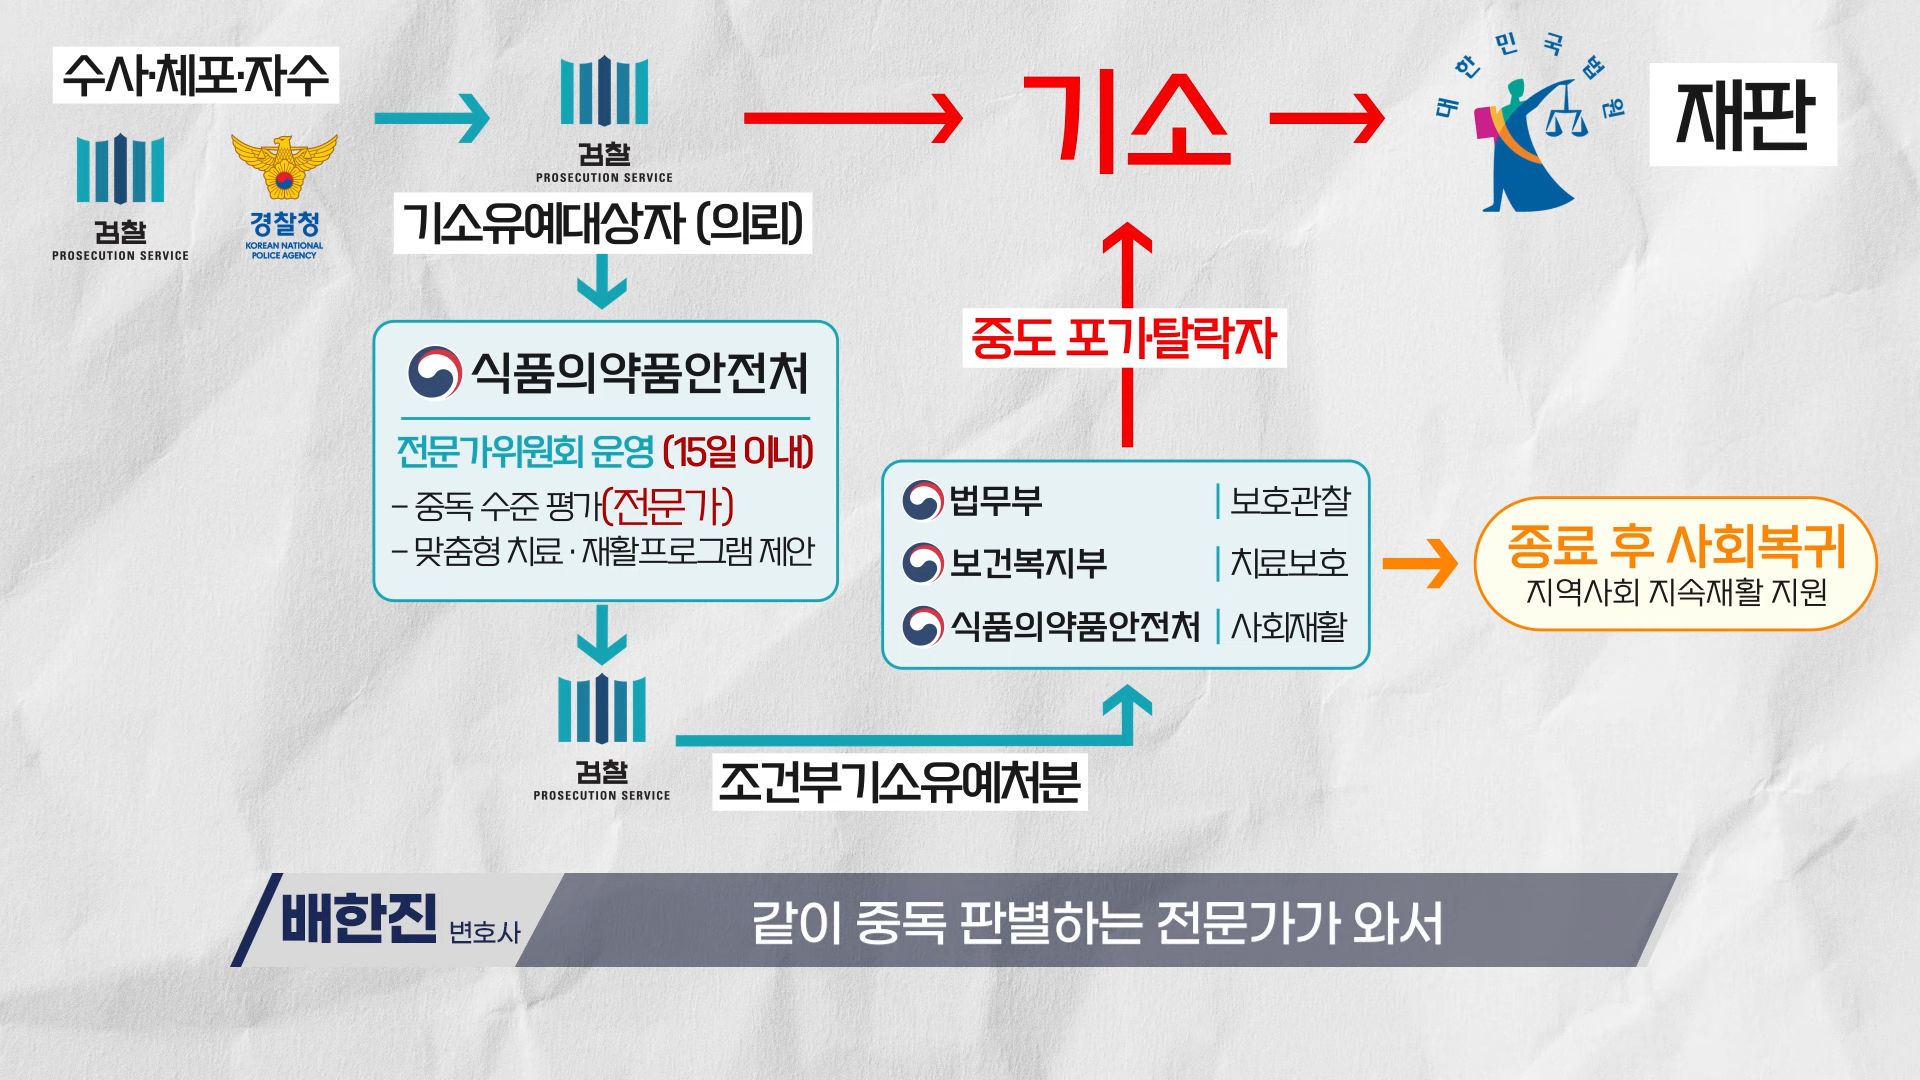 수사·체포·자수
검찰
PROSECUTION SERVICE
경찰청
KOREAN NATIONAL
POLICE AGENCY
검찰
PROSECUTION SERVICE
기소유예대상자 (의뢰)
기소
대한민국법원
재판
식품의약품안전처
전문가위원회 운영 (15일 이내)
- 중독 수준 평가(전문가)
- 맞춤형 치료·재활프로그램 제안
검찰
PROSECUTION SERVICE
조건부기소유예처분
중도 포기·탈락자
법무부 | 보호관찰
보건복지부 | 치료보호
식품의약품안전처 | 사회재활
종료 후 사회복귀
지역사회 지속재활 지원
배한진 변호사
같이 중독 판별하는 전문가가 와서